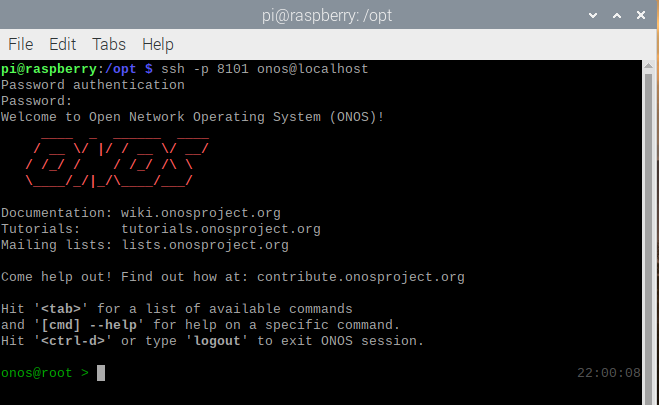 pi@raspberry: /opt
File Edit Tabs Help
pi@raspberry:/opt $ ssh -p 8101 onos@localhost
Password authentication
Password:
Welcome to Open Network Operating System (ONOS)!
     ____  _  ______  ____
    / __ \/ |/ / __ \/ __/
   / /_/ /    / /_/ /\ \
   \____/_/|_/\____/___/
Documentation: wiki.onosproject.org
Tutorials:     tutorials.onosproject.org
Mailing lists: lists.onosproject.org
Come help out! Find out how at: contribute.onosproject.org
Hit '<tab>' for a list of available commands
and '[cmd] --help' for help on a specific command.
Hit '<ctrl-d>' or type 'logout' to exit ONOS session.
onos@root > 22:00:08